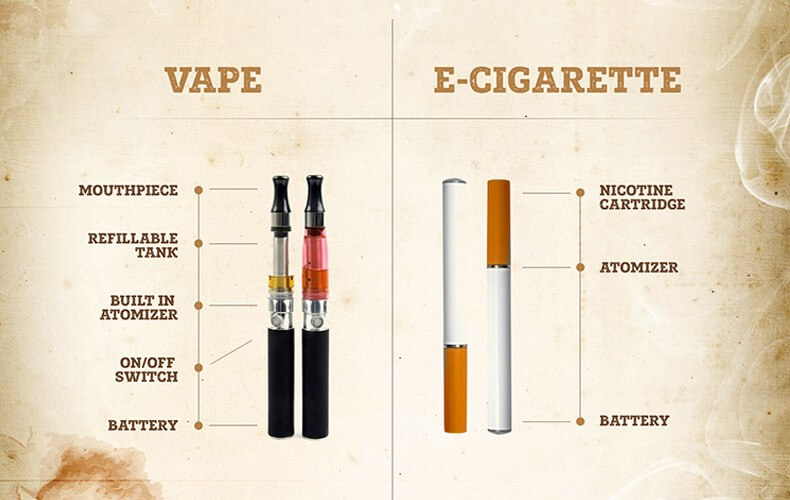 VAPE
MOUTHPIECE
REFILLABLE
TANK
BUILT IN
ATOMIZER
ON/OFF
SWITCH
BATTERY
E-CIGARETTE
NICOTINE
CARTRIDGE
ATOMIZER
BATTERY